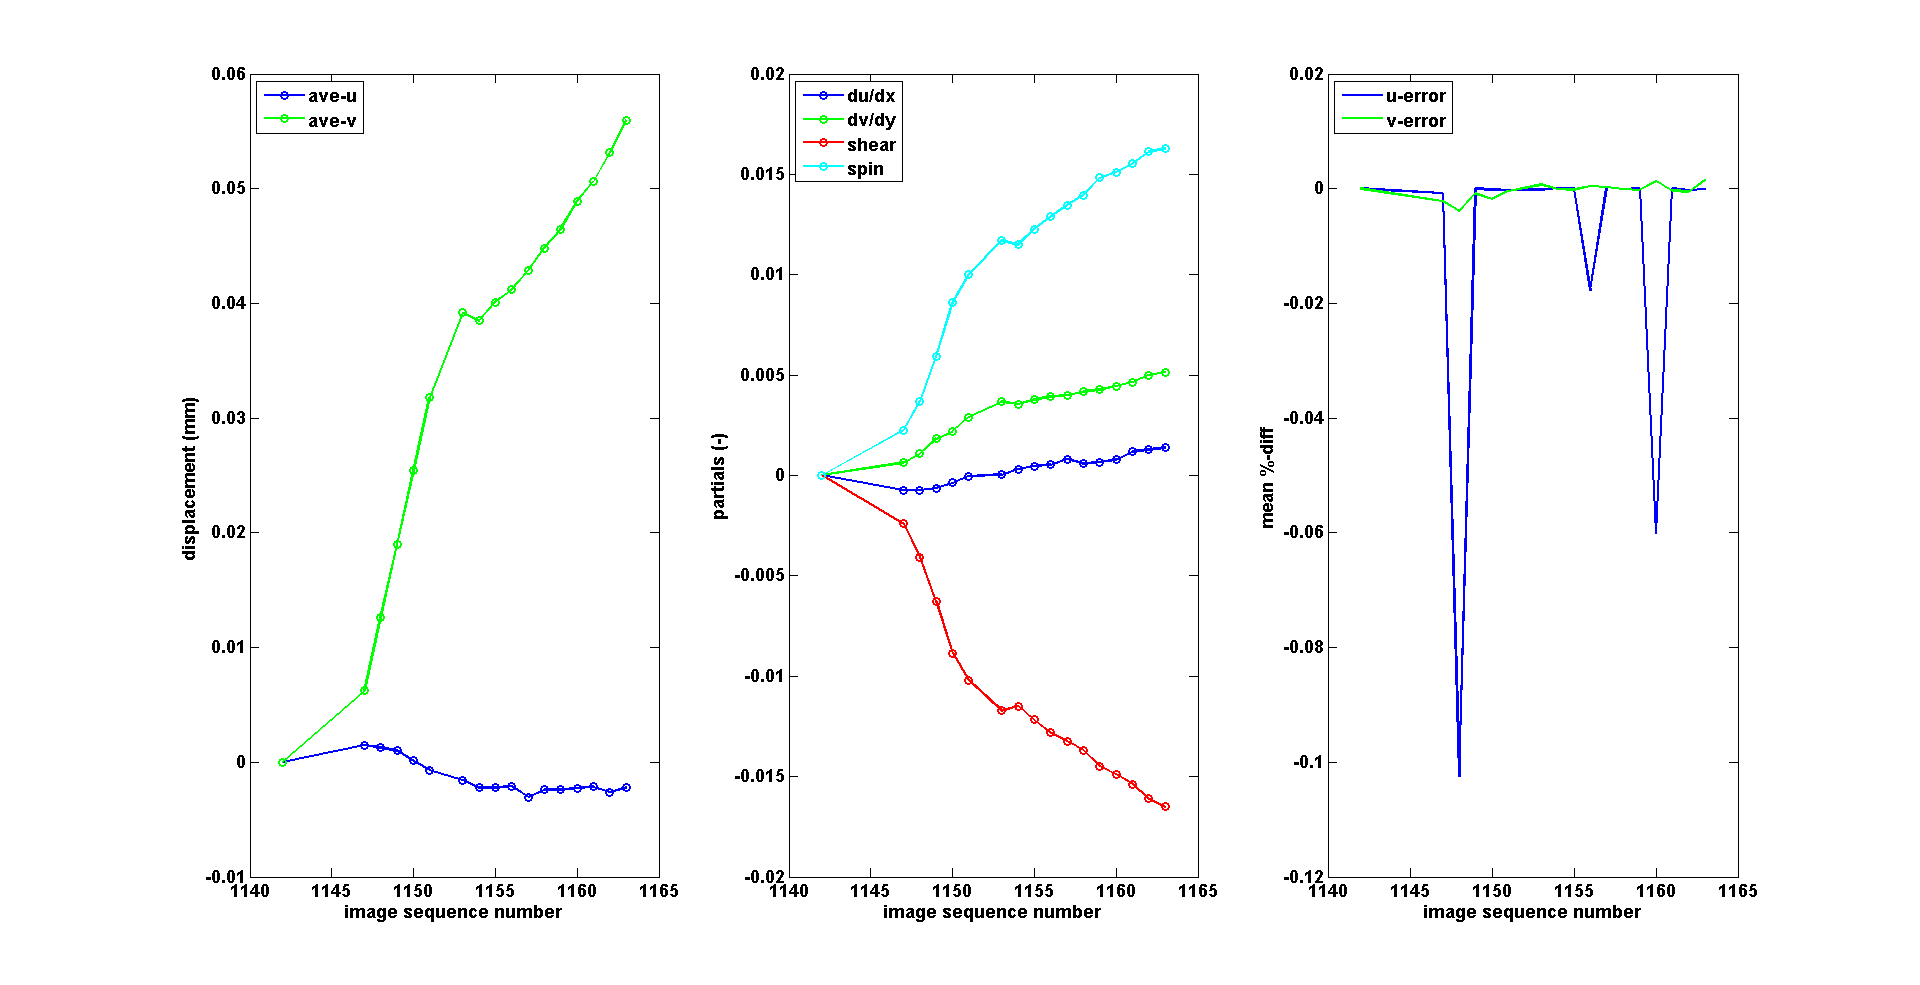 0.06
0.05
0.04
0.03
0.02
0.01
0
-0.01
displacement (mm)
ave-u
ave-v
1140 1145 1150 1155 1160 1165
image sequence number
0.02
0.015
0.01
0.005
0
-0.005
-0.01
-0.015
-0.02
partials (-)
du/dx
dv/dy
shear
spin
1140 1145 1150 1155 1160 1165
image sequence number
0.02
0
-0.02
-0.04
-0.06
-0.08
-0.1
-0.12
mean %-diff
u-error
v-error
1140 1145 1150 1155 1160 1165
image sequence number